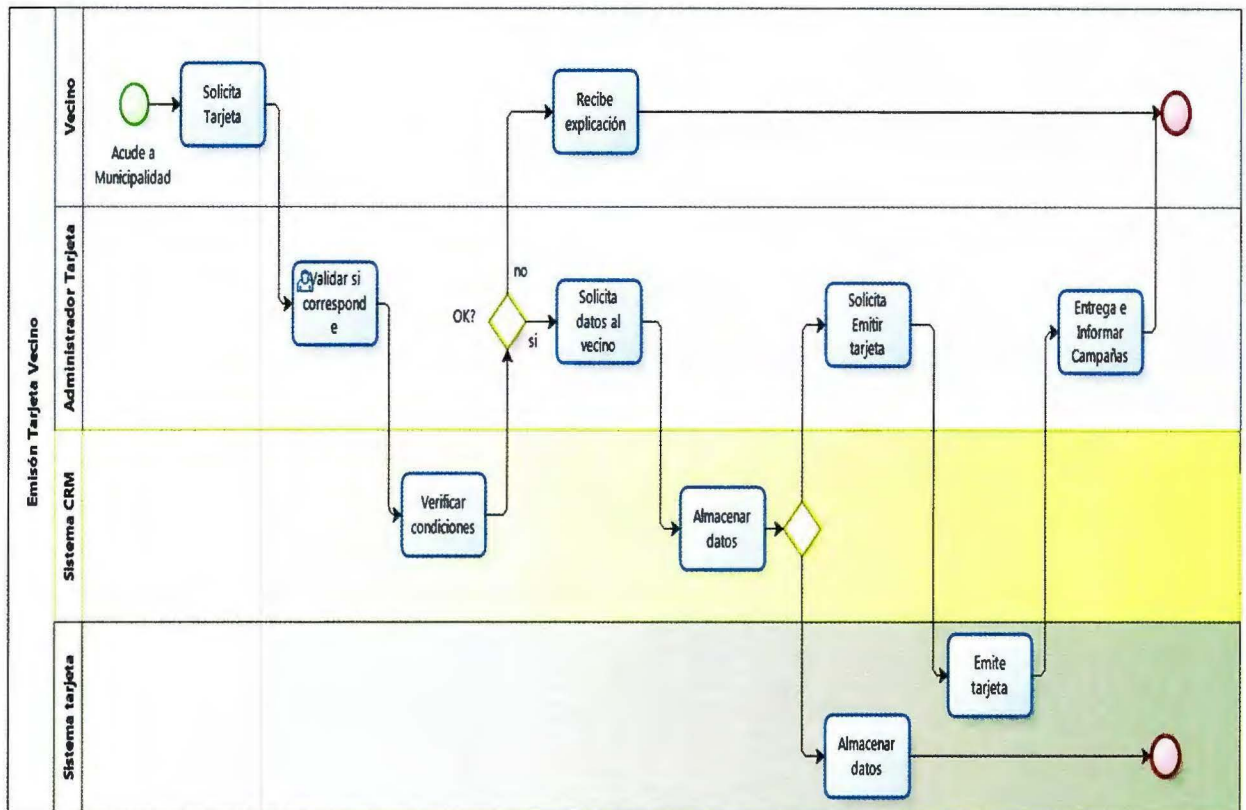 Emisón Tarjeta Vecino
Vecino
Acude a
Municipalidad
Solicita
Tarjeta
Recibe
explicación
Administrador Tarjeta
Validar si
correspond
e
OK?
no
si
Solicita
datos al
vecino
Solicita
Emitir
tarjeta
Entrega e
Informar
Campañas
Sistema CRM
Verificar
condiciones
Almacenar
datos
Sistema tarjeta
Emite
tarjeta
Almacenar
datos